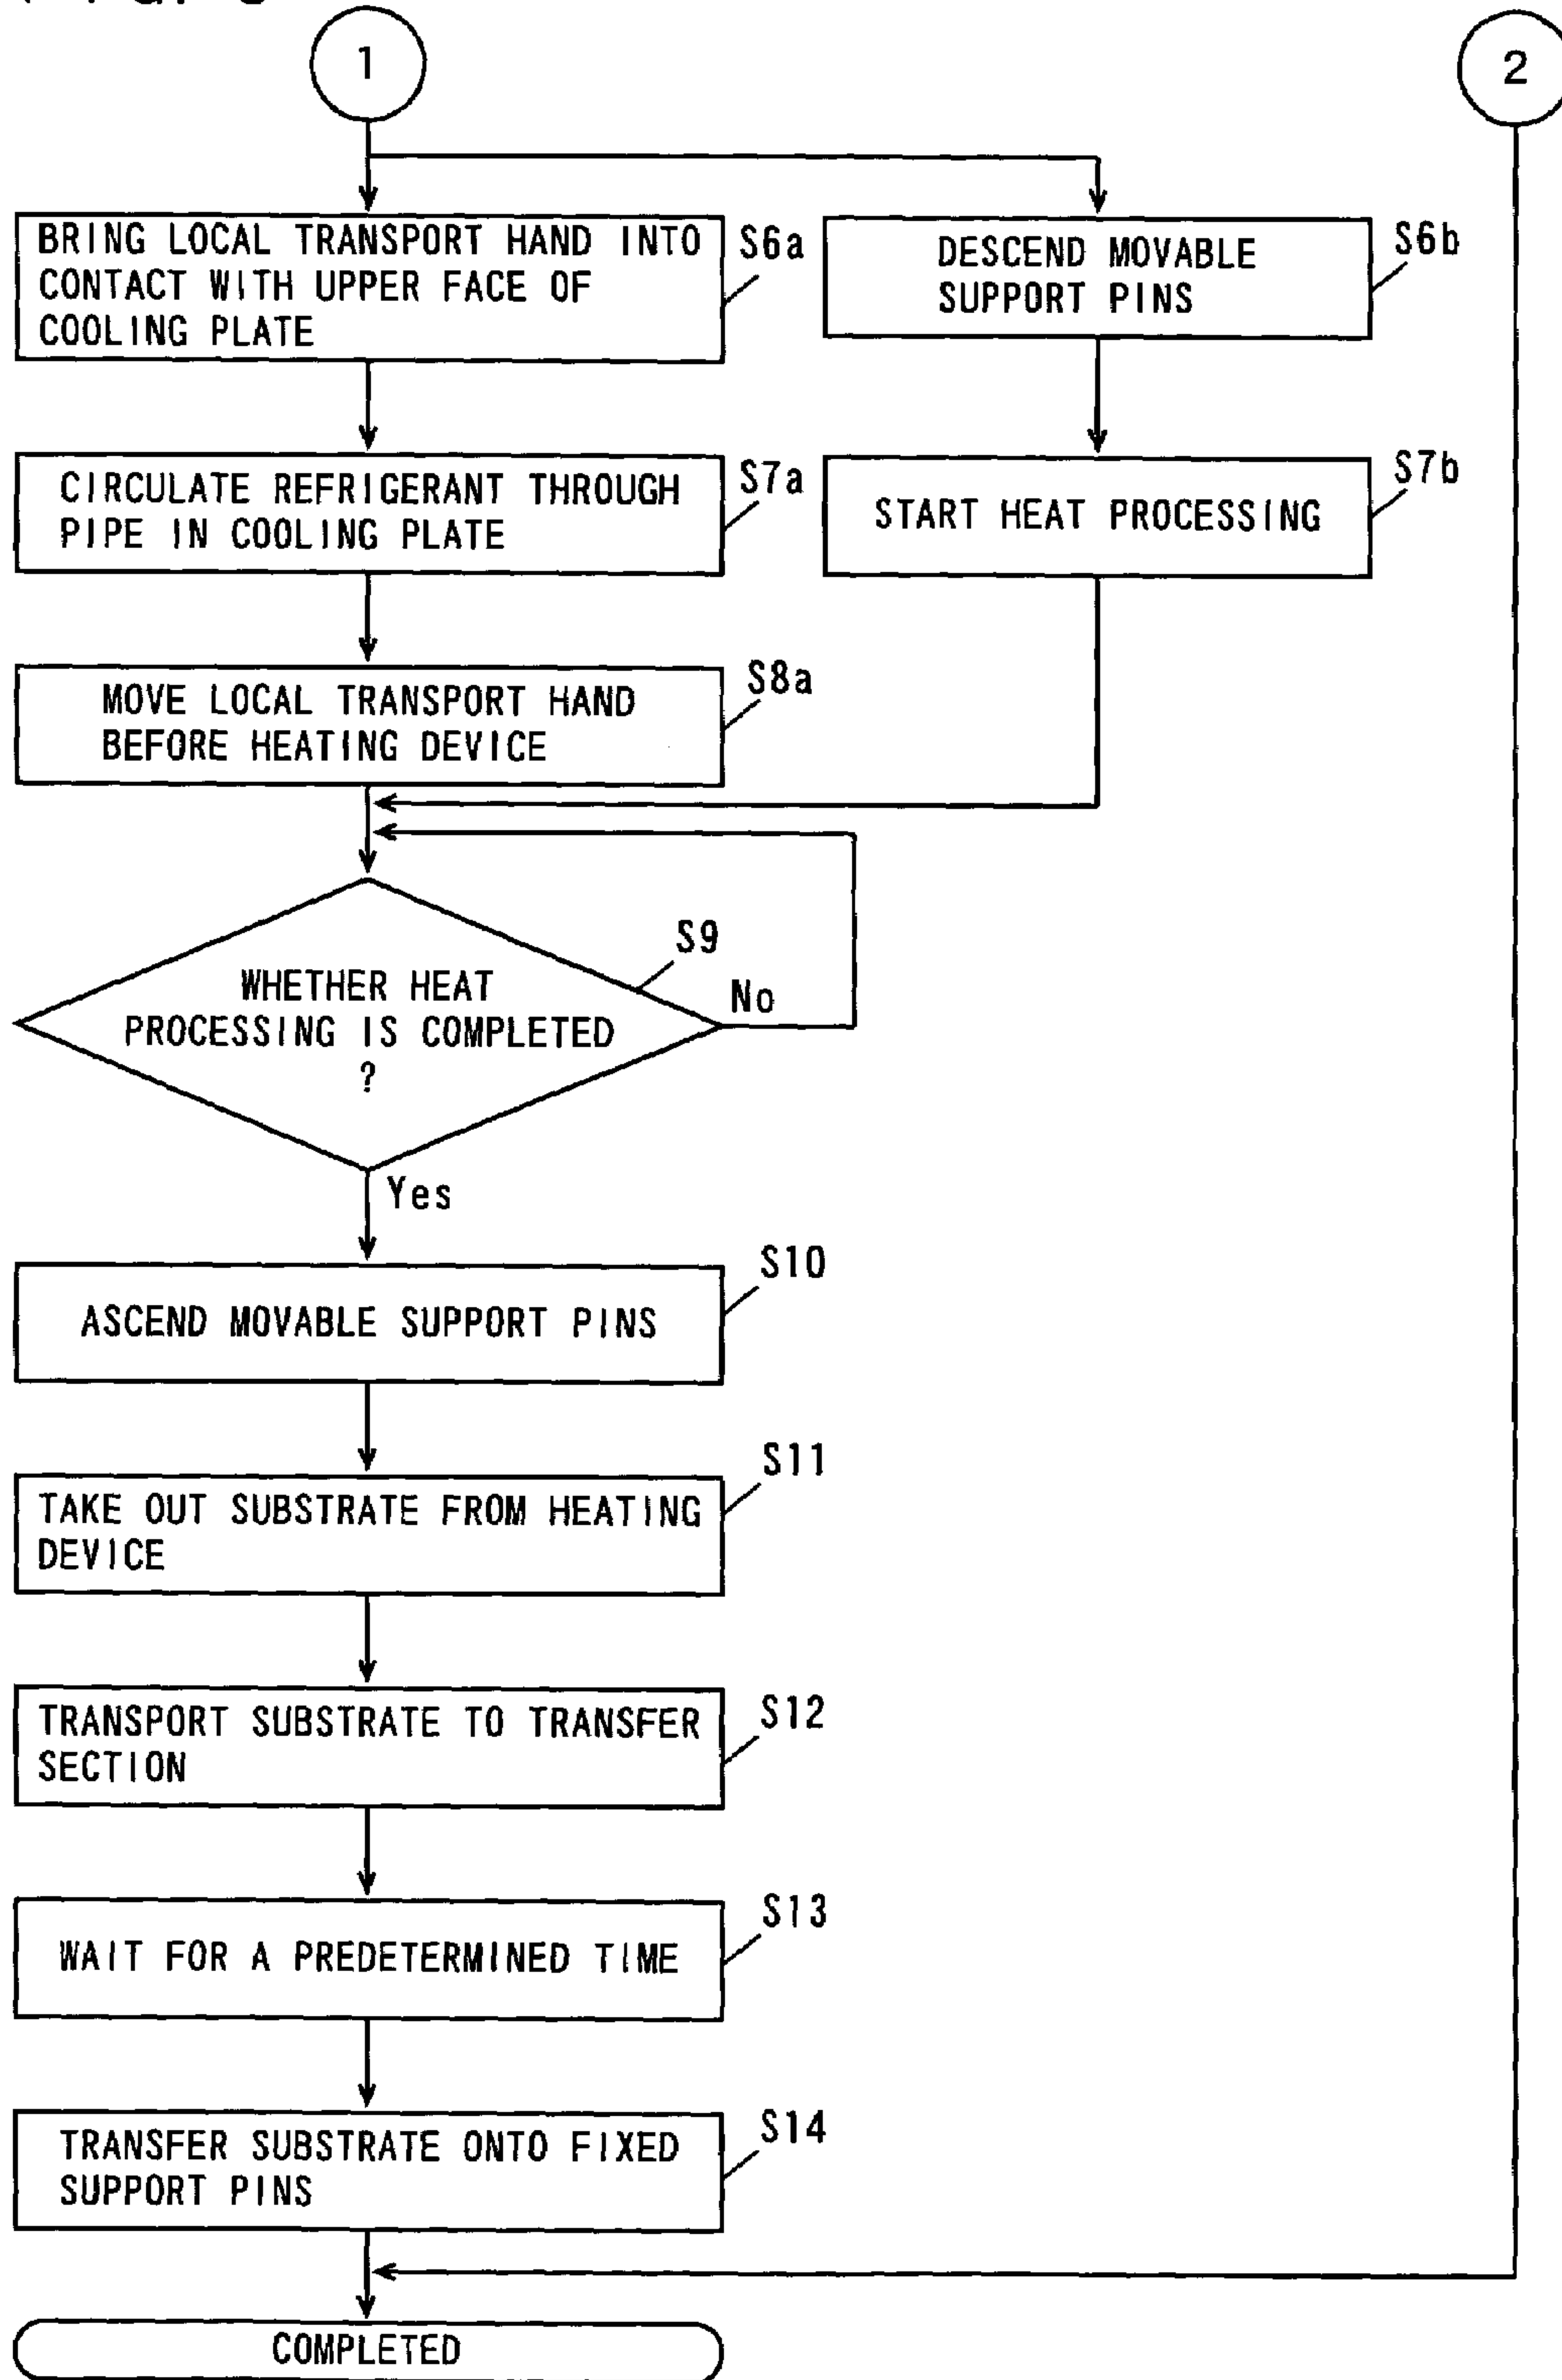 1
2
BRING LOCAL TRANSPORT HAND INTO
CONTACT WITH UPPER FACE OF
COOLING PLATE
S6a
DESCEND MOVABLE
SUPPORT PINS
S6b
CIRCULATE REFRIGERANT THROUGH
PIPE IN COOLING PLATE
S7a
START HEAT PROCESSING
S7b
MOVE LOCAL TRANSPORT HAND
BEFORE HEATING DEVICE
S8a
S9
WHETHER HEAT
PROCESSING IS COMPLETED
?
No
Yes
ASCEND MOVABLE SUPPORT PINS
S10
TAKE OUT SUBSTRATE FROM HEATING
DEVICE
S11
TRANSPORT SUBSTRATE TO TRANSFER
SECTION
S12
WAIT FOR A PREDETERMINED TIME
S13
TRANSFER SUBSTRATE ONTO FIXED
SUPPORT PINS
S14
COMPLETED